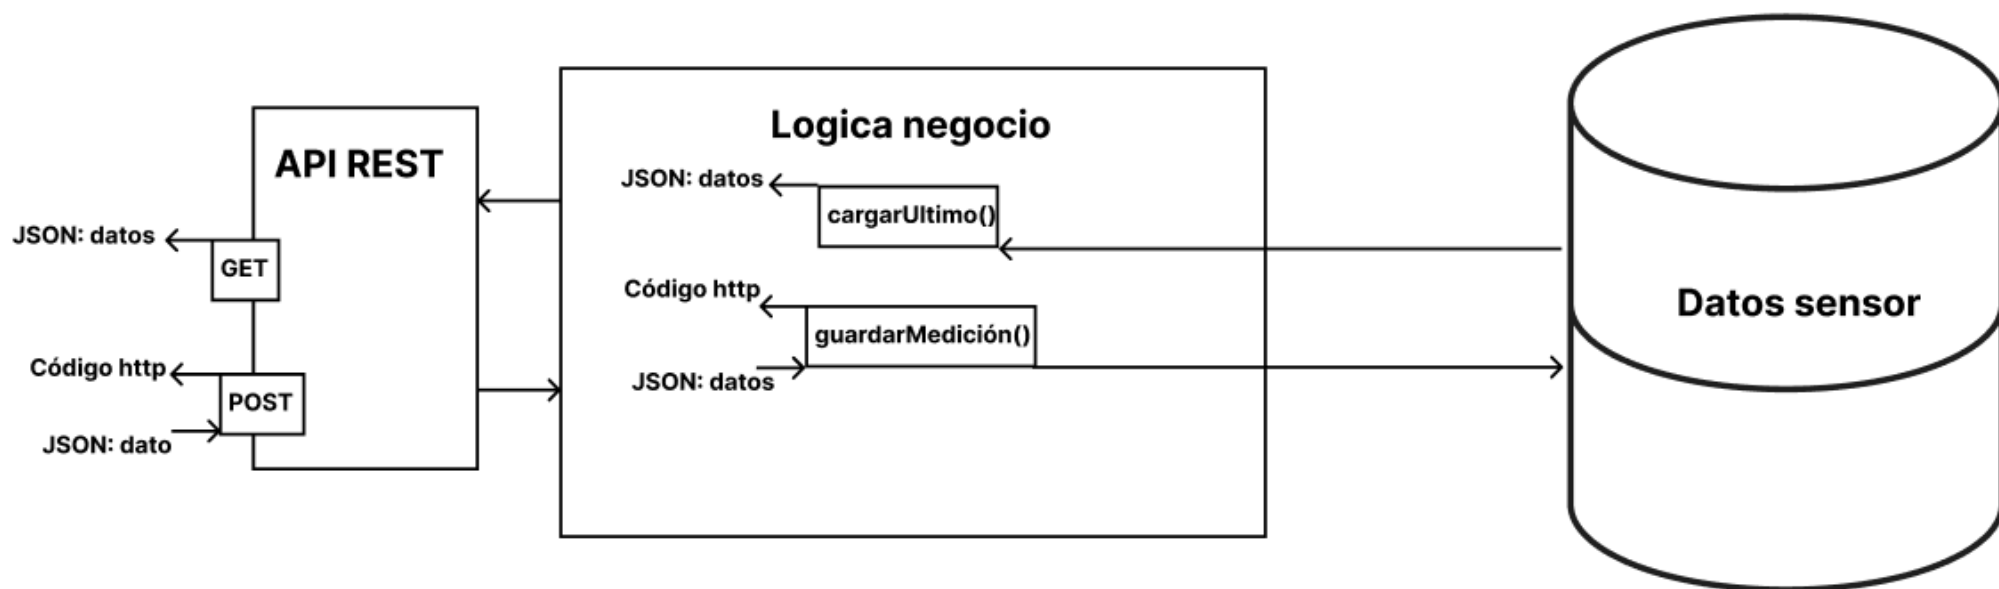 API REST
JSON: datos
GET
Código http
POST
JSON: dato
Logica negocio
JSON: datos
cargarUltimo()
Código http
guardarMedición()
JSON: datos
Datos sensor